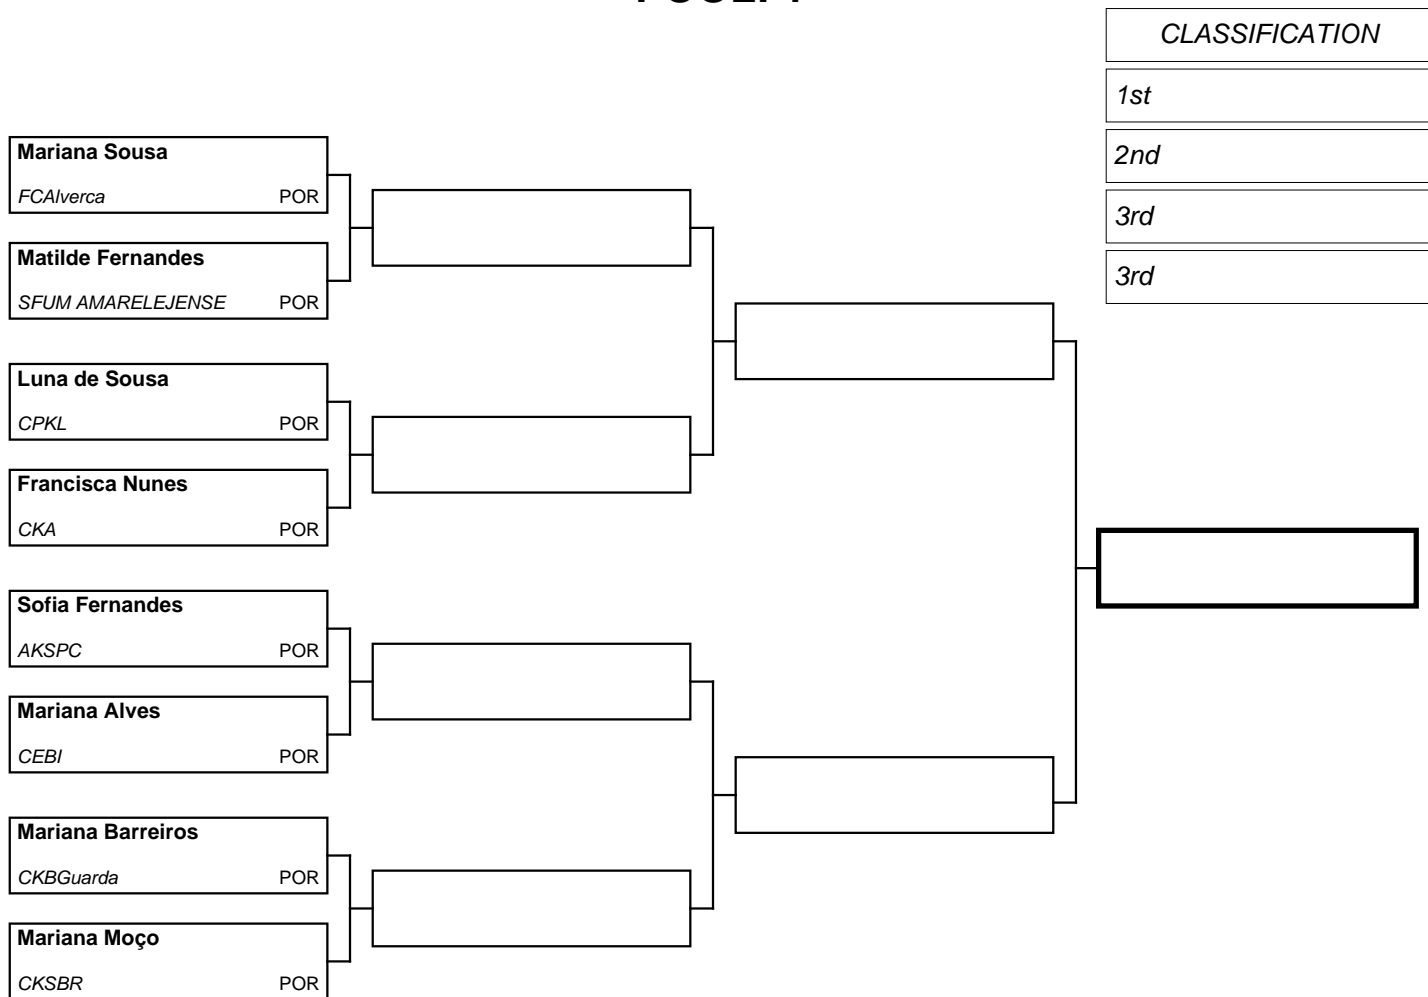 CLASSIFICATION
1st
2nd
3rd
3rd
Mariana Sousa
FCAlverca POR
Matilde Fernandes
SFUM AMARELEJENSE POR
Luna de Sousa
CPKL POR
Francisca Nunes
CKA POR
Sofia Fernandes
AKSPC POR
Mariana Alves
CEBI POR
Mariana Barreiros
CKBGuarda POR
Mariana Moço
CKSBR POR